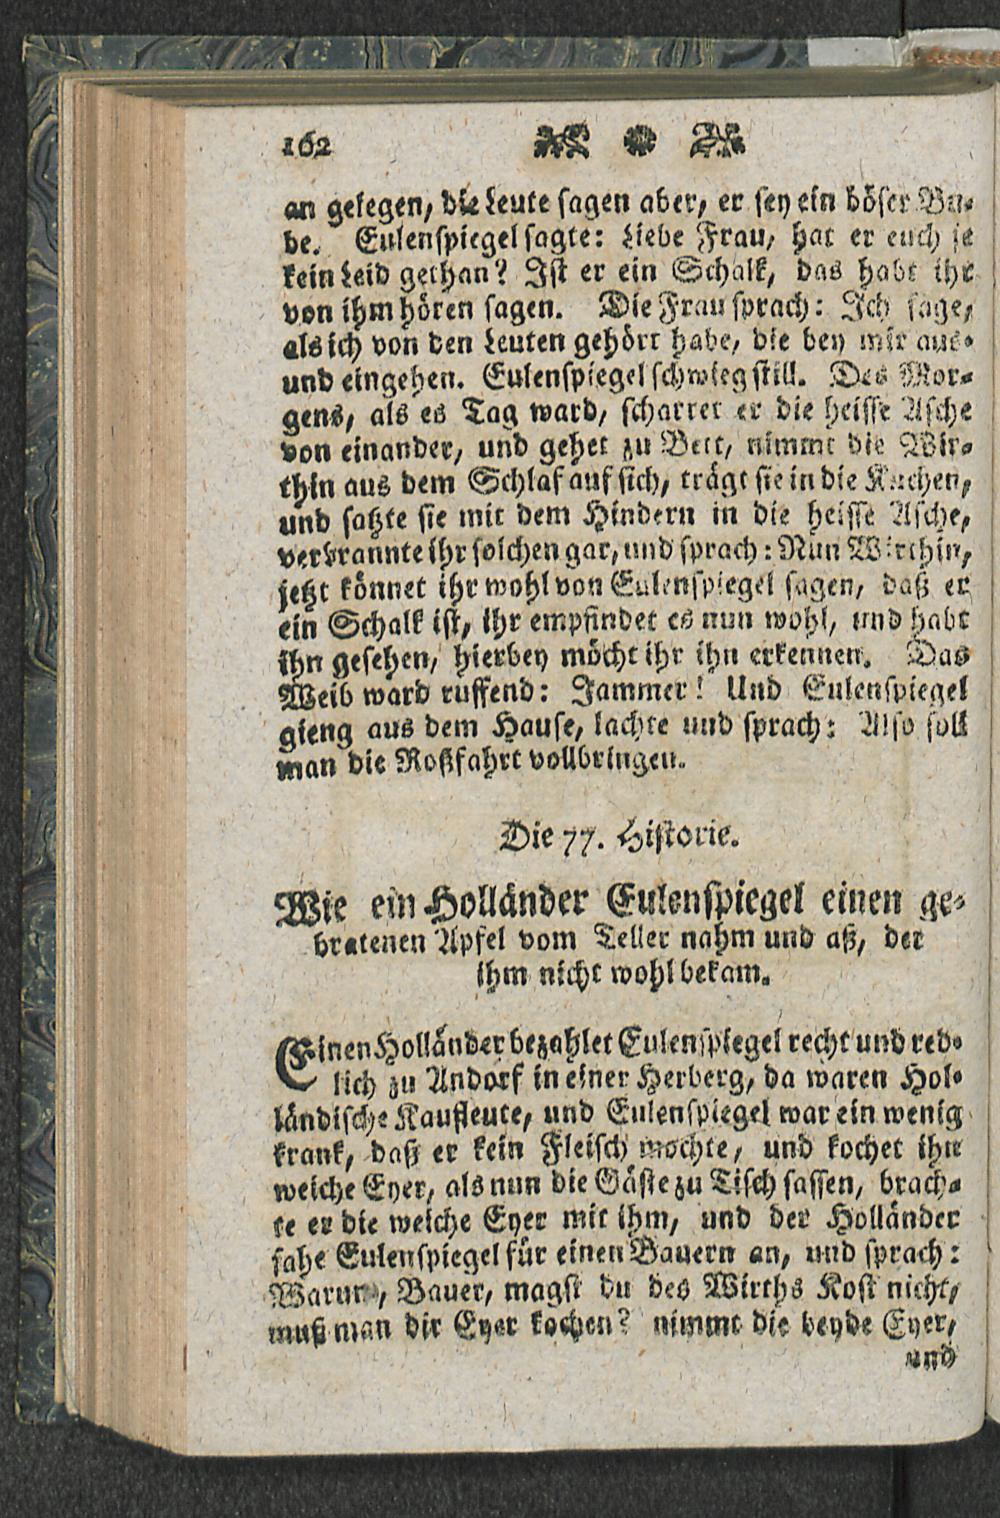 162
an gelegen, die Leute sagen aber, er sey ein böser Bu-
be. Eulenspiegel sagte: Liebe Frau, hat er euch je
kein Leid gethan? Ist er ein Schalk, das habt ihr
von ihm hören sagen. Die Frau sprach: Ich sage,
als ich von den Leuten gehört habe, die bey mir aus-
und eingehen. Eulenspiegel schwieg still. Des Mor-
gens, als es Tag ward, scharret er die heisse Asche
von einander, und gehet zu Bett, nimmt die Wir-
thin aus dem Schlaf auf sich, trägt sie in die Kuchen,
und satzte sie mit dem Hindern in die heisse Asche,
verbrannte ihr solchen gar, und sprach: Nun Wirthin,
jetzt könnet ihr wohl von Eulenspiegel sagen, daß er
ein Schalk ist, ihr empfindet es nun wohl, und habt
ihn gesehen, hierbey möcht ihr ihn erkennen. Das
Weib ward ruffend: Jammer! Und Eulenspiegel
gieng aus dem Hause, lachte und sprach: Also soll
man die Roßfahrt vollbringen.
Die 77. Historie.
Wie ein Holländer Eulenspiegel einen ge-
bratenen Apfel vom Teller nahm und aß, der
ihm nicht wohl bekam.
Einen Holländer bezahlet Eulenspiegel recht und red-
lich zu Andorf in einer Herberg, da waren Hol-
ländische Kaufleute, und Eulenspiegel war ein wenig
krank, daß er kein Fleisch mochte, und kochet ihn
weiche Eyer, als nun die Gäste zu Tisch sassen, brach-
te er die weiche Eyer mit ihm, und der Holländer
sahe Eulenspiegel für einen Bauern an, und sprach:
Warum, Bauer, magst du des Wirths Kost nicht,
muß man dir Eyer kochen? nimmt die beyde Eyer,
und